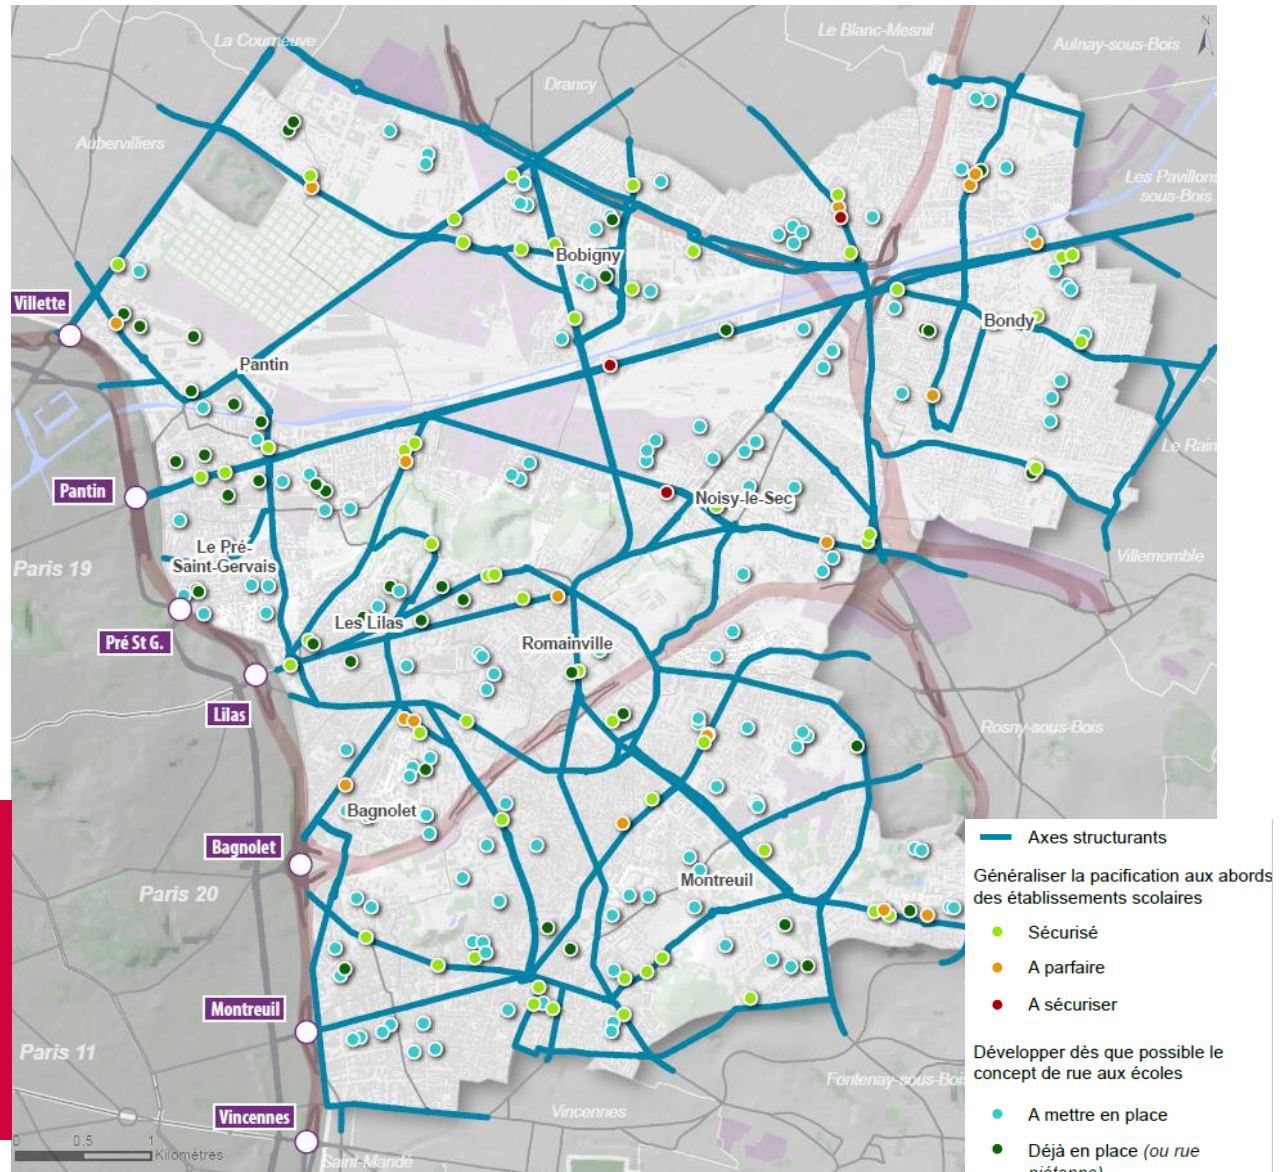 N
La Courneuve
Le Blanc-Mesnil
Aulnay-sous-Bois
Drancy
Aubervilliers
Les Pavillons
sous-Bois
Bobigny
Villette
Bondy
Pantin
Le Rain
Pantin
Noisy-le-Sec
Le Pré-
Saint-Gervais
Villemomble
Paris 19
Les Lilas
Pré St G.
Romainville
Lilas
Rosny-sous-Bois
Bagnolet
Bagnolet
Paris 20
Montreuil
Montreuil
Paris 11
Fontenay-sous-Bois
Vincennes
Vincennes
0 0,5 1
Kilomètres
Saint-Mandé
Axes structurants
Généraliser la pacification aux abords
des établissements scolaires
Sécurisé
A parfaire
A sécuriser
Développer dès que possible le
concept de rue aux écoles
A mettre en place
Déjà en place (ou rue
piétonne)